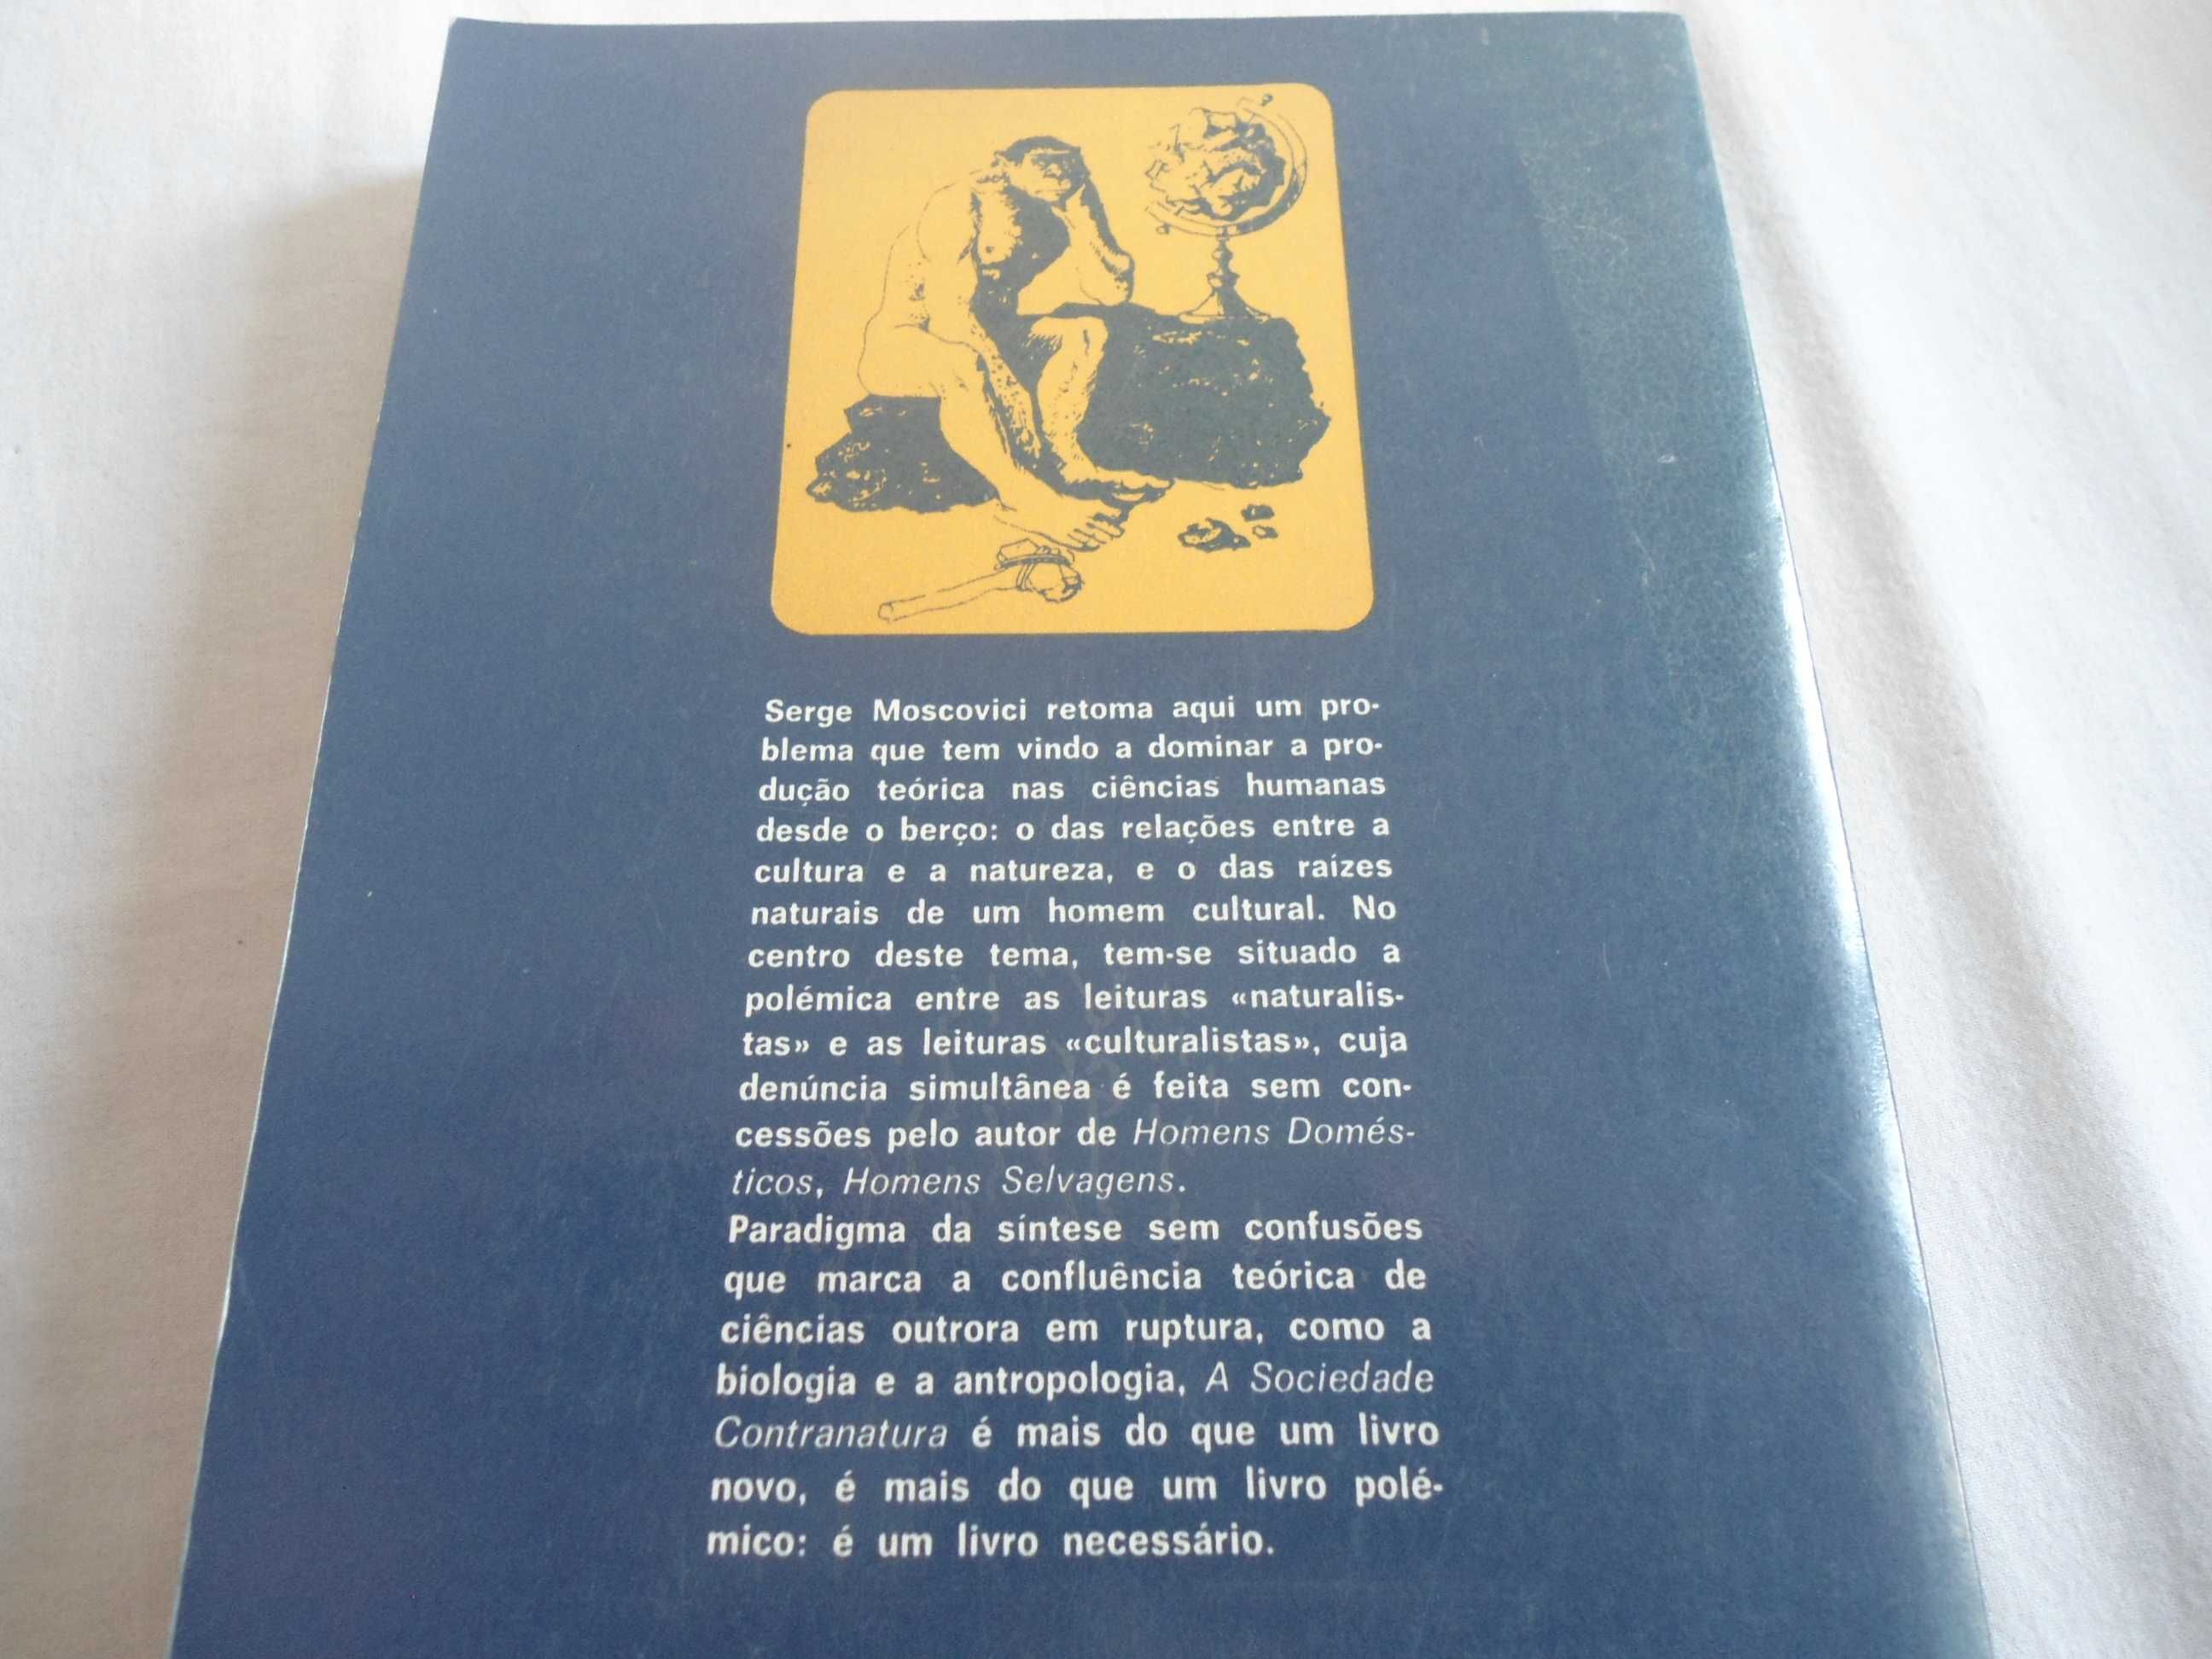 Serge Moscovici retoma aqui um pro-
blema que tem vindo a dominar a pro-
dução teórica nas ciências humanas
desde o berço: o das relações entre a
cultura e a natureza, e o das raízes
naturais de um homem cultural. No
centro deste tema, tem-se situado a
polémica entre as leituras «naturalis-
tas» e as leituras «culturalistas», cuja
denúncia simultânea é feita sem con-
cessões pelo autor de Homens Domés-
ticos, Homens Selvagens.
Paradigma da síntese sem confusões
que marca a confluência teórica de
ciências outrora em ruptura, como a
biologia e a antropologia, A Sociedade
Contranatura é mais do que um livro
novo, é mais do que um livro polé-
mico: é um livro necessário.